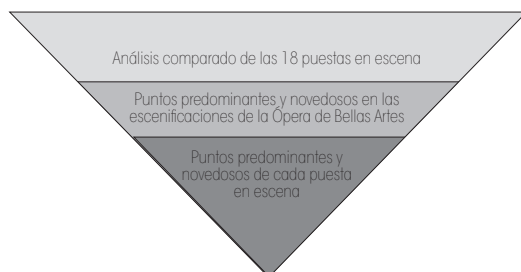 Análisis comparado de las 18 puestas en escena
Puntos predominantes y novedosos en las
escenificaciones de la Ópera de Bellas Artes
Puntos predominantes y
novedosos de cada puesta
en escena